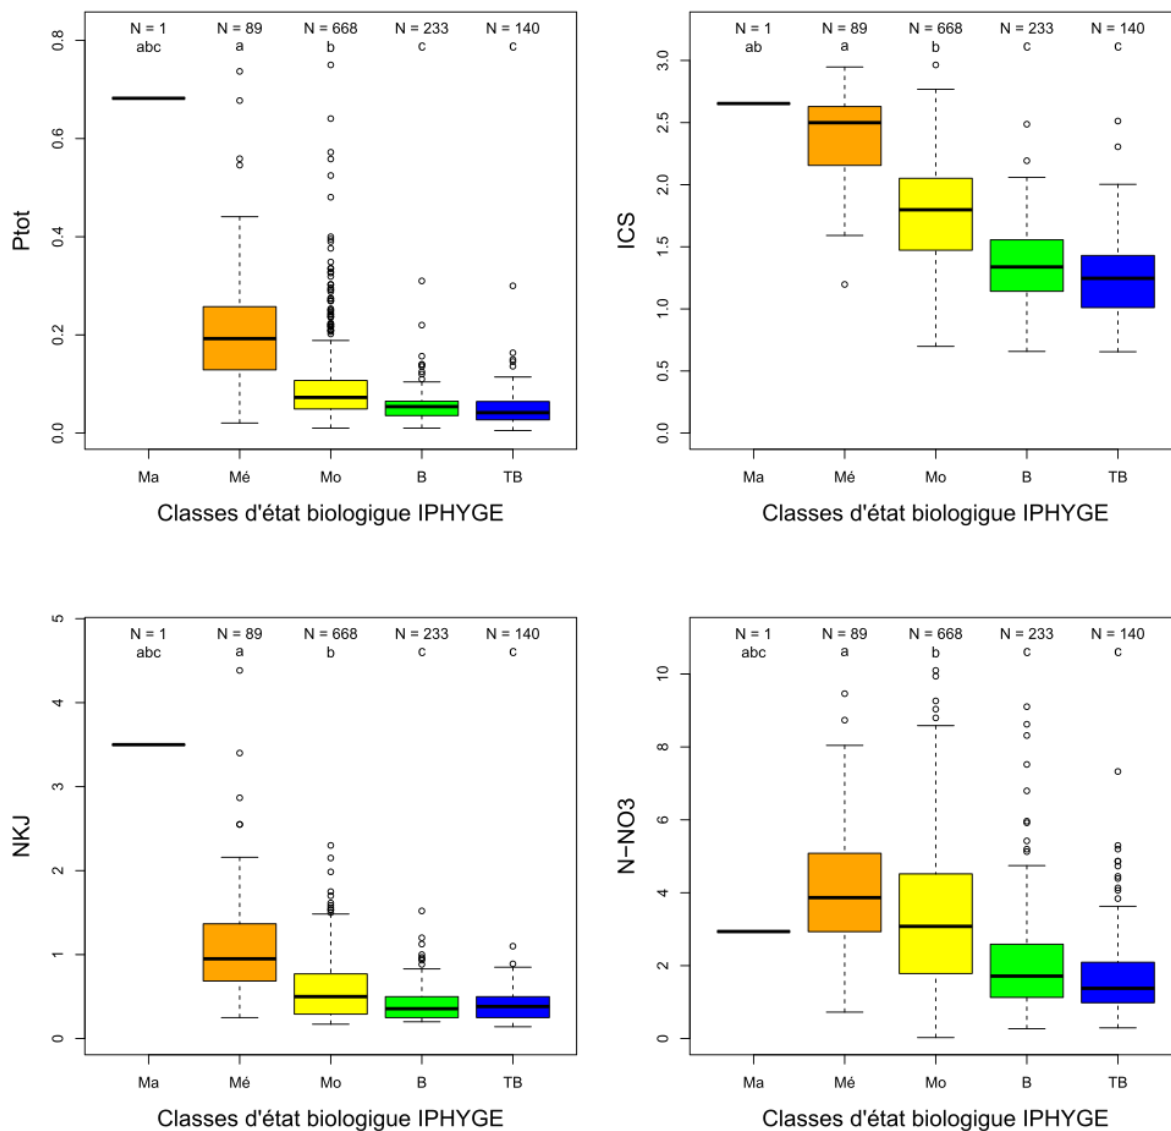 N = 1 N = 89 N = 668 N = 233 N = 140
abc a b c c
0.8
0.6
0.4
0.2
0.0
Ptot
Ma Mé Mo B TB
Classes d'état biologigue IPHYGE
N = 1 N = 89 N = 668 N = 233 N = 140
ab a b c c
3.0
2.5
2.0
1.5
1.0
0.5
0.0
ICS
Ma Mé Mo B TB
Classes d'état biologigue IPHYGE
N = 1 N = 89 N = 668 N = 233 N = 140
abc a b c c
5
4
3
2
1
0
NKJ
Ma Mé Mo B TB
Classes d'état biologigue IPHYGE
N = 1 N = 89 N = 668 N = 233 N = 140
abc a b c c
10
8
6
4
2
0
N−NO3
Ma Mé Mo B TB
Classes d'état biologigue IPHYGE